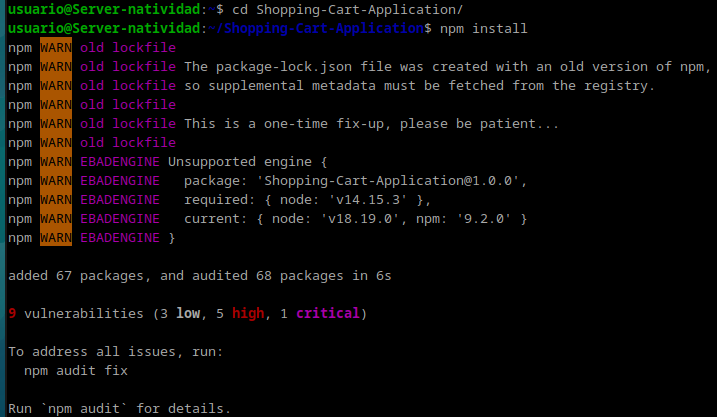 usuario@Server-natividad:~$ cd Shopping-Cart-Application/
usuario@Server-natividad:~/Shopping-Cart-Application$ npm install
npm WARN old lockfile
npm WARN old lockfile The package-lock.json file was created with an old version of npm,
npm WARN old lockfile so supplemental metadata must be fetched from the registry.
npm WARN old lockfile
npm WARN old lockfile This is a one-time fix-up, please be patient...
npm WARN old lockfile
npm WARN EBADENGINE Unsupported engine {
npm WARN EBADENGINE   package: 'Shopping-Cart-Application@1.0.0',
npm WARN EBADENGINE   required: { node: 'v14.15.3' },
npm WARN EBADENGINE   current: { node: 'v18.19.0', npm: '9.2.0' }
npm WARN EBADENGINE }
added 67 packages, and audited 68 packages in 6s
9 vulnerabilities (3 low, 5 high, 1 critical)
To address all issues, run:
  npm audit fix
Run `npm audit` for details.